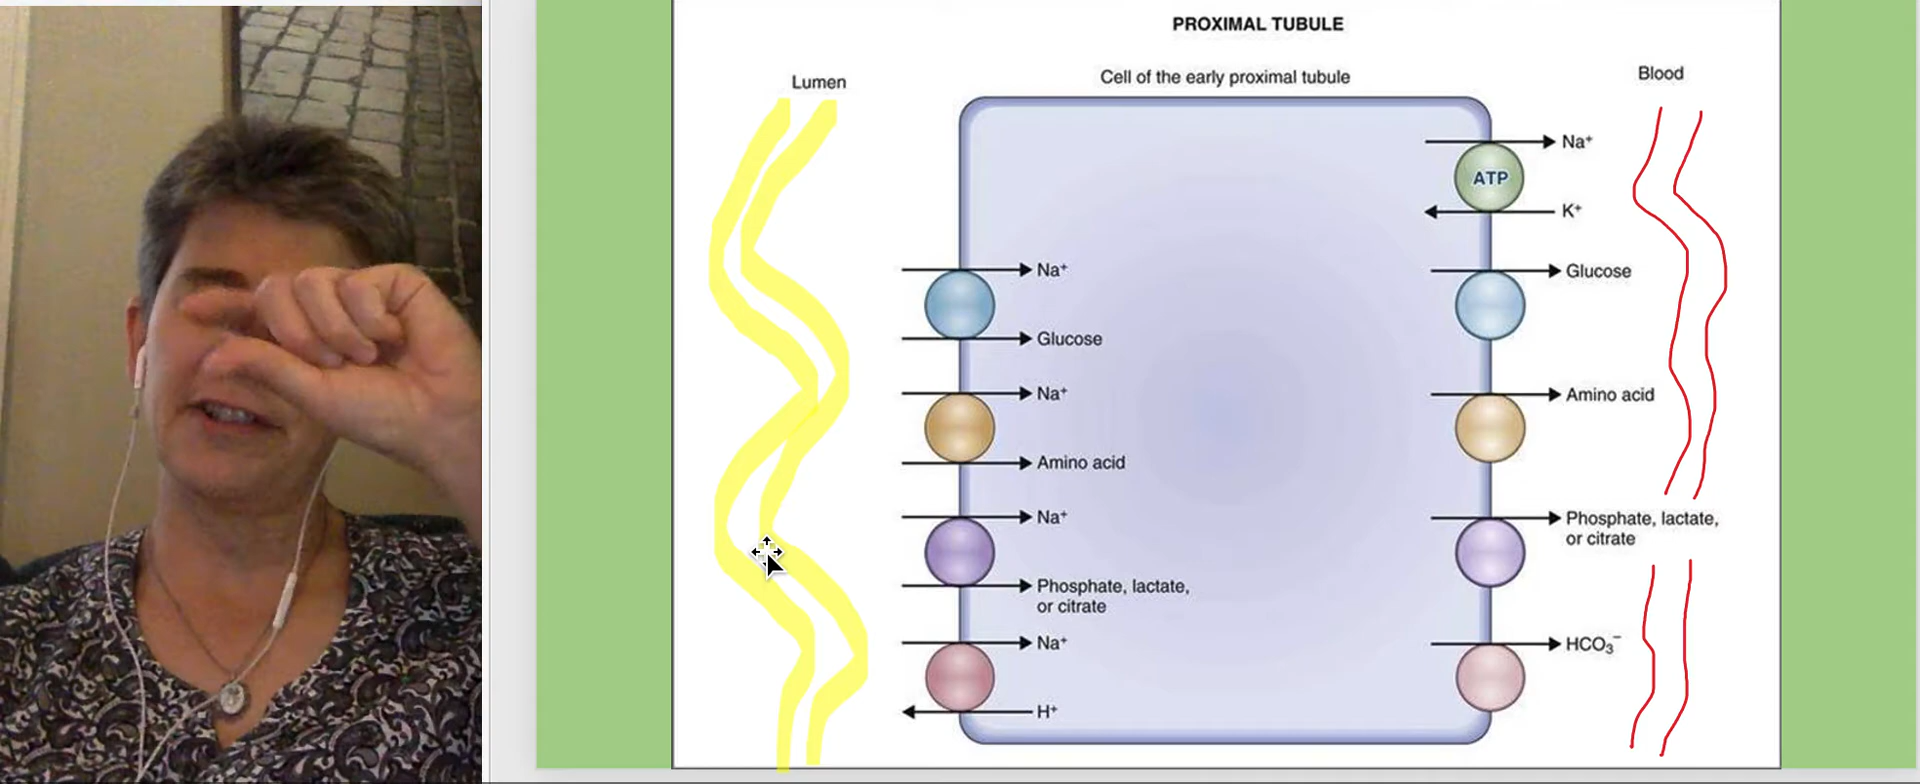 PROXIMAL TUBULE
Lumen
Cell of the early proximal tubule
Blood
Na⁺
ATP
K⁺
Na⁺
Glucose
Glucose
Na⁺
Amino acid
Amino acid
Na⁺
Phosphate, lactate,
or citrate
Phosphate, lactate,
or citrate
Na⁺
HCO₃⁻
H⁺